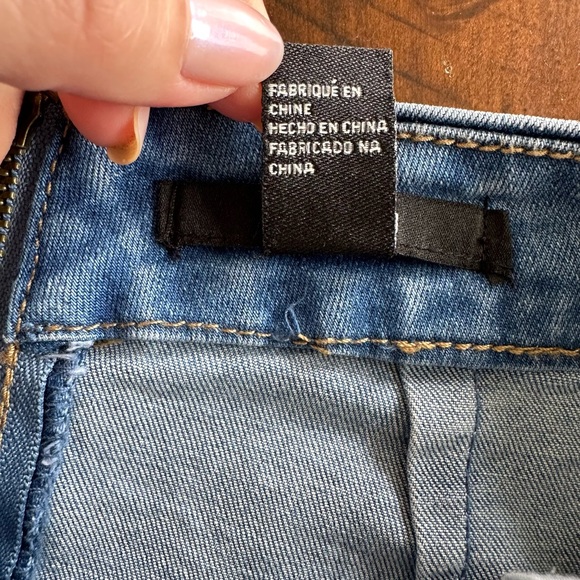 FABRIQUÉ EN
CHINE
HECHO EN CHINA
FABRICADO NA
CHINA